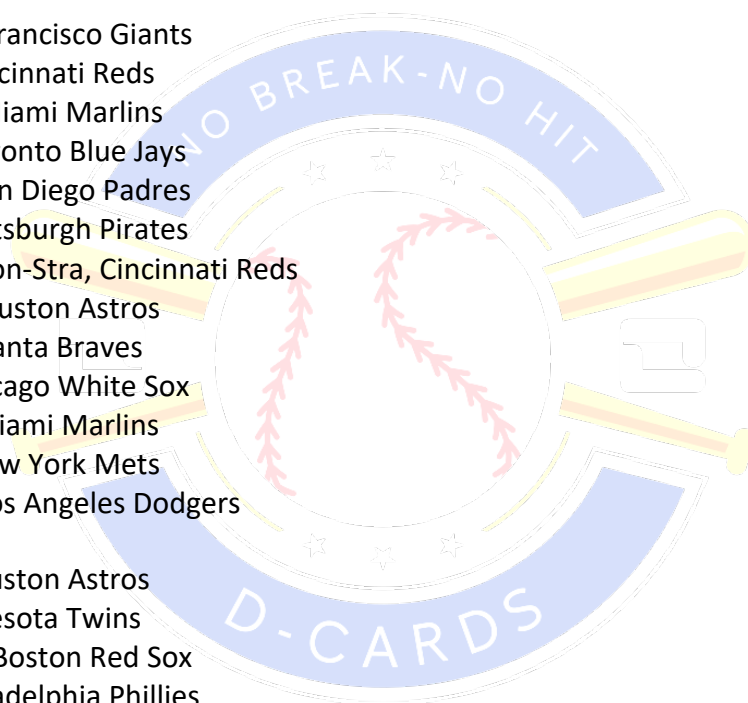 rancisco Giants
cinnati Reds
iami Marlins
onto Blue Jays
n Diego Padres
tsburgh Pirates
on-Stra, Cincinnati Reds
uston Astros
anta Braves
cago White Sox
iami Marlins
w York Mets
os Angeles Dodgers
uston Astros
esota Twins
Boston Red Sox
adelphia Phillies
NO BREAK-NO HIT
D-CARDS